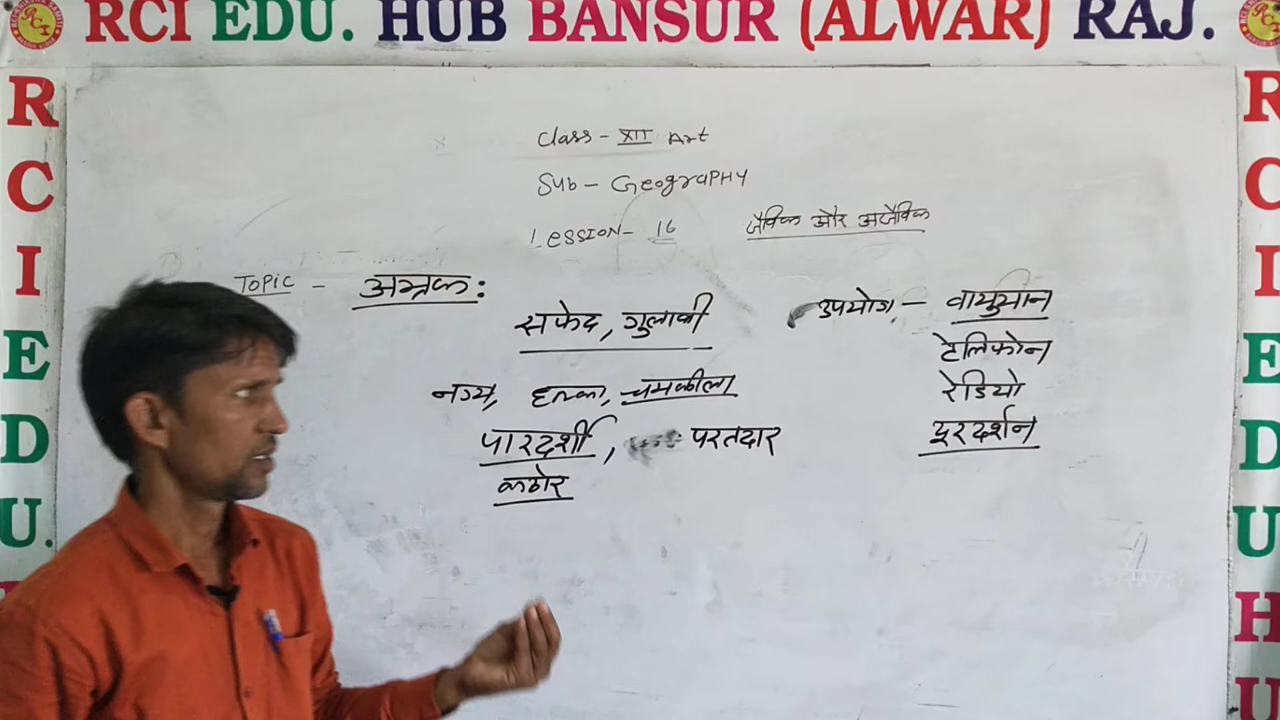 RCI EDU. HUB BANSUR (ALWAR) RAJ.
Class - XII Art
Sub - GeograPHY
LESSION - 16 जैविक और अजैविक
TOPIC - अभ्रक:
सफेद, गुलाबी
उपयोग - वायुयान
टेलिफोन
नम्य, हल्का, चमकीला
रेडियो
पारदर्शी, परतदार
दूरदर्शन
कठोर
R
C
I
E
D
U.
R
C
I
E
D
U
H
U